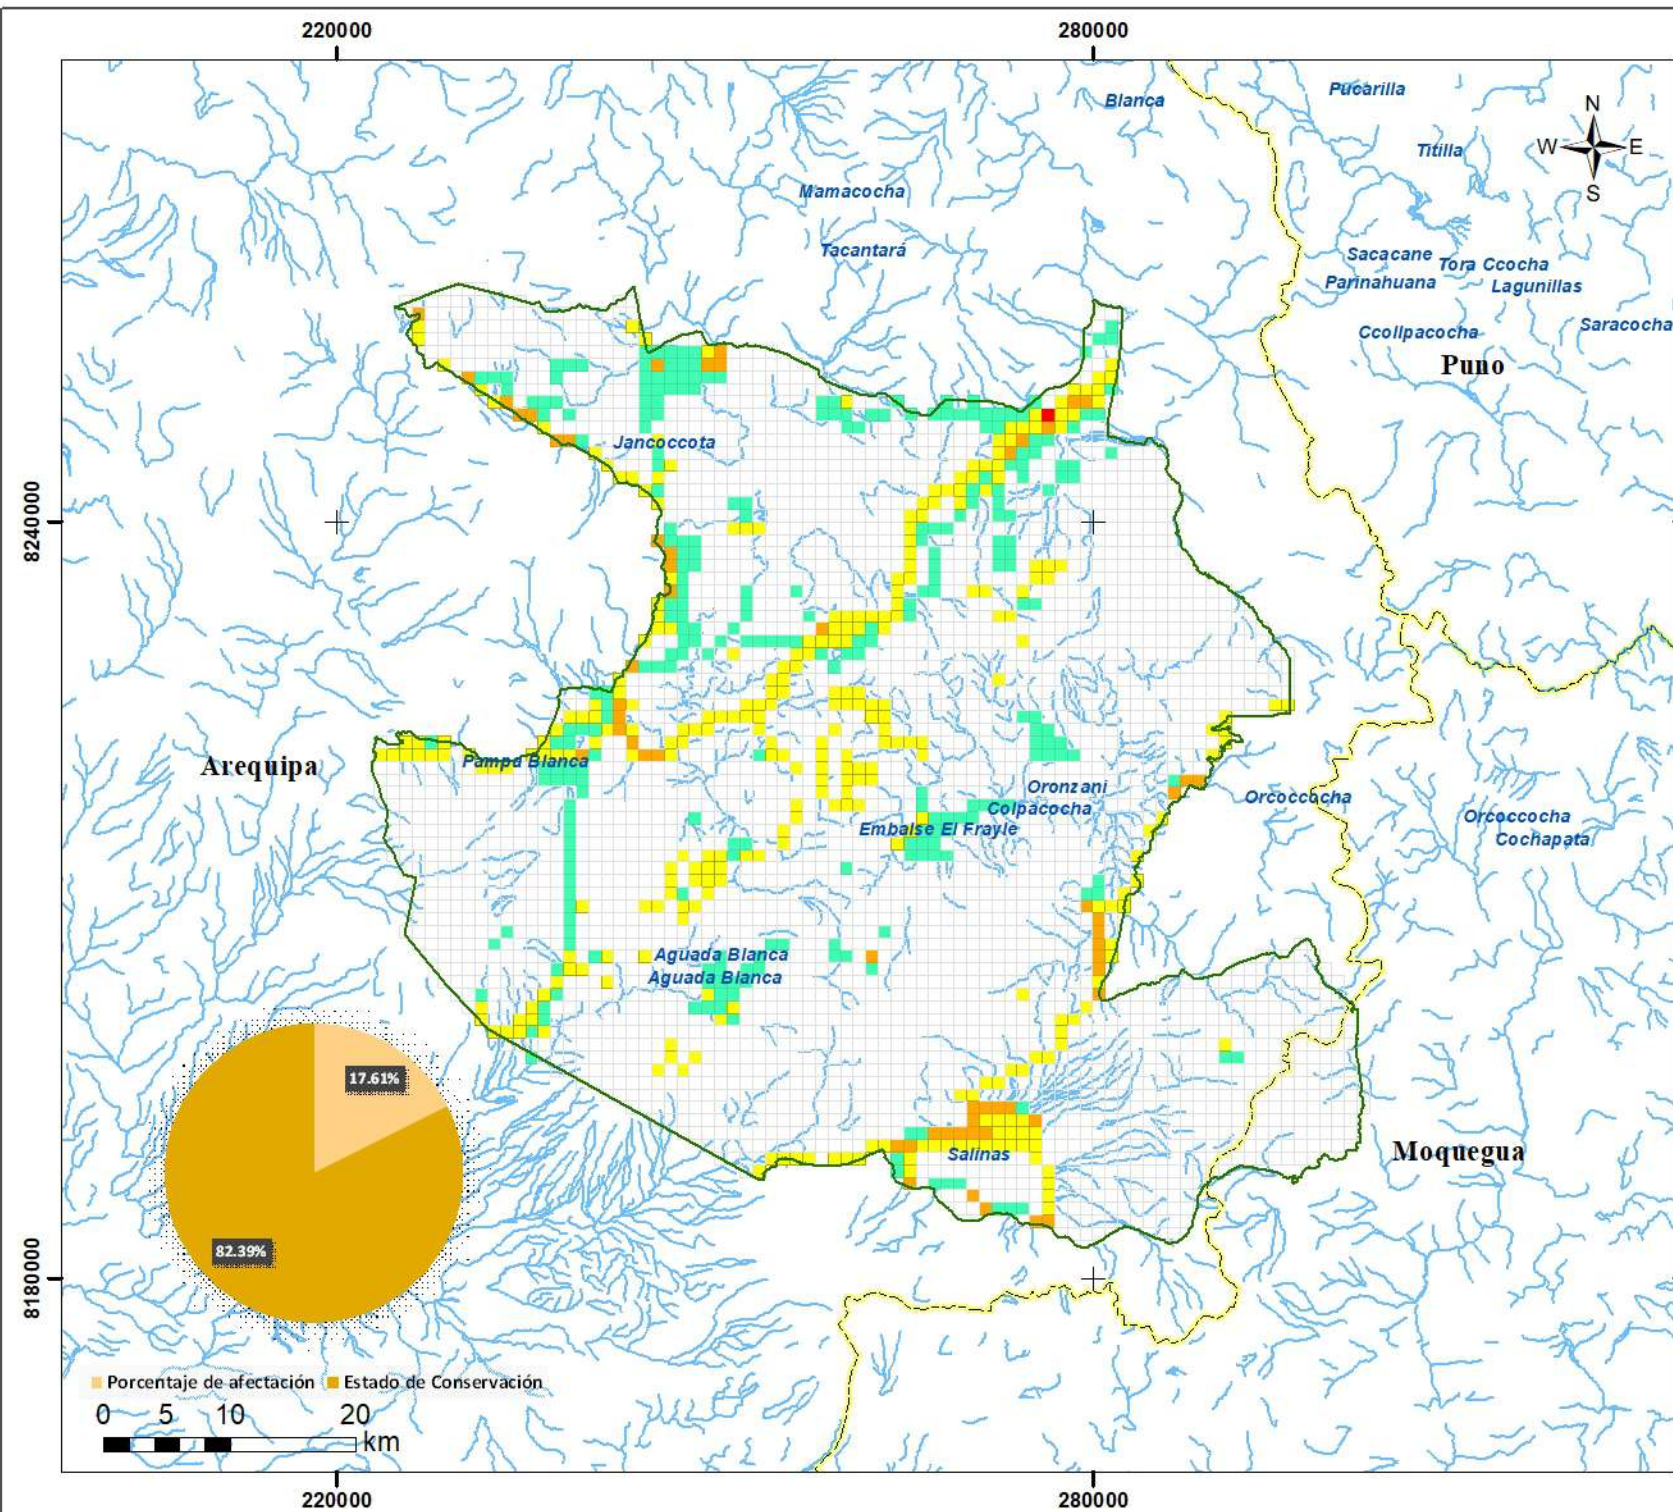 220000
280000
Blanca
Pucarilla
N
W
E
S
Titilla
Mamacocha
Tacantará
Sacacane
Tora Ccocha
Parinahuana
Lagunillas
Ccollpacocha
Saracocha
Puno
Jancoccota
8240000
Arequipa
Pampa Blanca
Oronzani
Colpacocha
Orcoccocha
Embalse El Frayle
Orcoccocha
Cochapata
Aguada Blanca
Aguada Blanca
17.61%
Salinas
Moquegua
82.39%
8180000
Porcentaje de afectación
Estado de Conservación
0 5 10 20
km
220000
280000